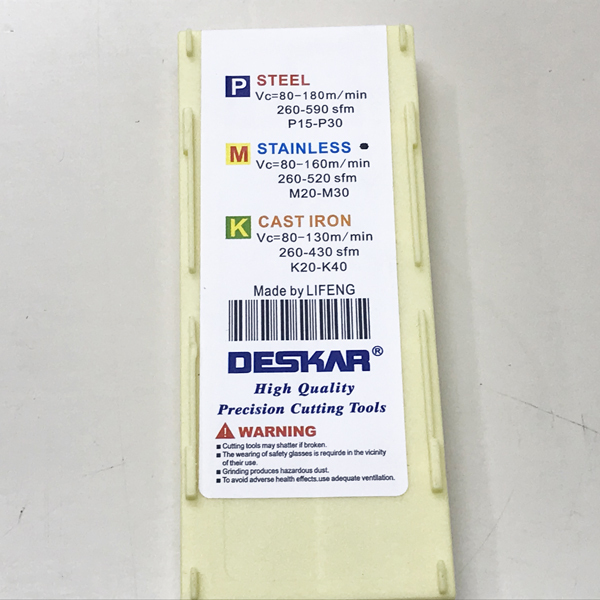 P STEEL
Vc=80-180m/min
260-590 sfm
P15-P30
M STAINLESS
Vc=80-160m/min
260-520 sfm
M20-M30
K CAST IRON
Vc=80-130m/min
260-430 sfm
K20-K40
Made by LIFENG
DESKAR®
High Quality
Precision Cutting Tools
WARNING
■ Cutting tools may shatter if broken.
■ The wearing of safety glasses is requirde in the vicinity
of their use.
■ Grinding produces hazardous dust.
■ To avoid adverse health effects.use adequate ventilation.